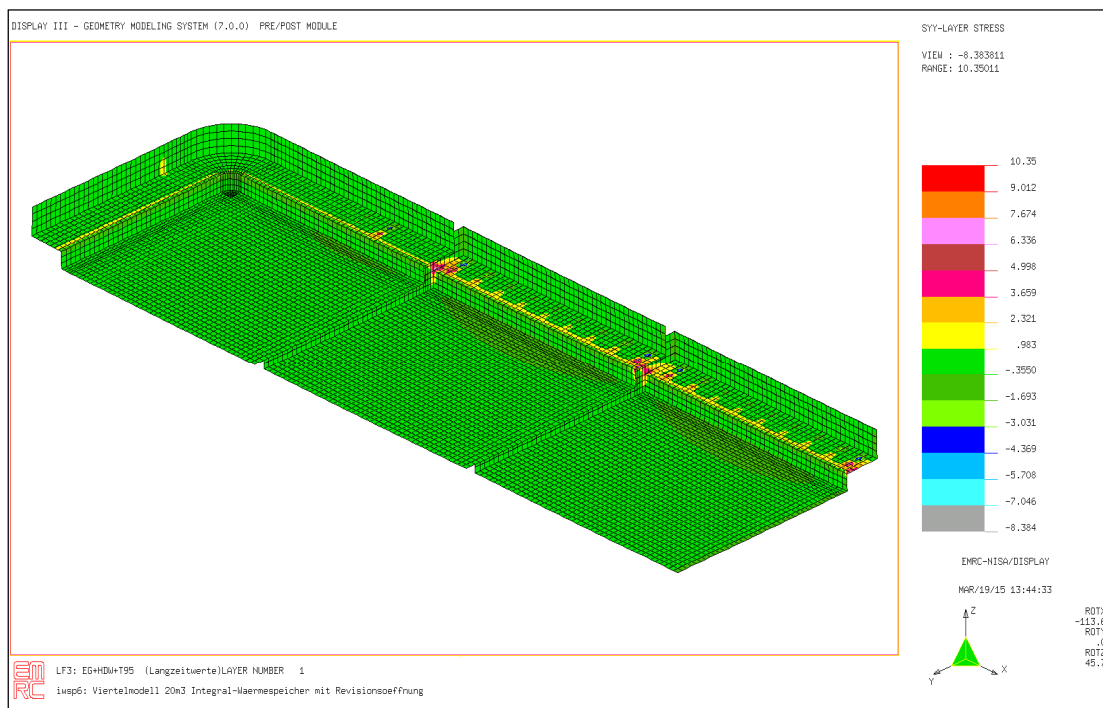 DISPLAY III - GEOMETRY MODELING SYSTEM (7.0.0) PRE/POST MODULE
SYY-LAYER STRESS
VIEW : -8.383811
RANGE: 10.35011
10.35
9.012
7.674
6.336
4.998
3.659
2.321
.983
-.3550
-1.693
-3.031
-4.369
-5.708
-7.046
-8.384
EMRC-NISA/DISPLAY
MAR/19/15 13:44:33
Z
X
Y
ROTX
-113.6
ROTY
.0
ROTZ
45.7
EMRC
LF3: EG+HDW+T95 (Langzeitwerte)LAYER NUMBER 1
iwsp6: Viertelmodell 20m3 Integral-Waermespeicher mit Revisionsoeffnung